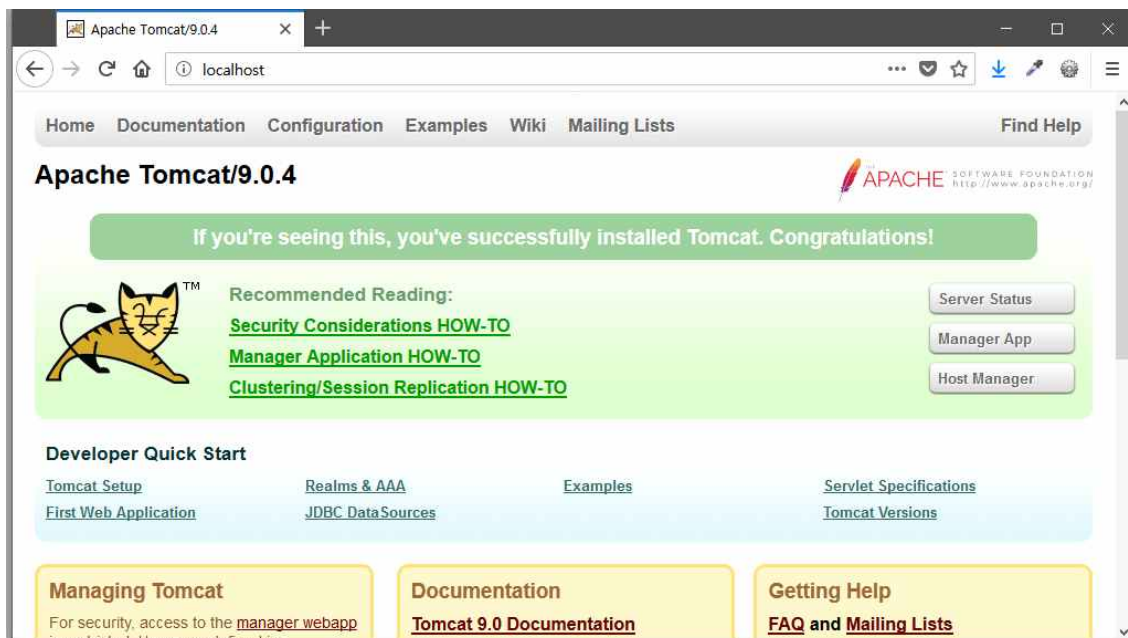 Apache Tomcat/9.0.4
localhost
Home Documentation Configuration Examples Wiki Mailing Lists Find Help
Apache Tomcat/9.0.4
APACHE SOFTWARE FOUNDATION
http://www.apache.org/
If you're seeing this, you've successfully installed Tomcat. Congratulations!
TM
Recommended Reading:
Security Considerations HOW-TO
Manager Application HOW-TO
Clustering/Session Replication HOW-TO
Server Status
Manager App
Host Manager
Developer Quick Start
Tomcat Setup
First Web Application
Realms & AAA
JDBC DataSources
Examples
Servlet Specifications
Tomcat Versions
Managing Tomcat
For security, access to the manager webapp
Documentation
Tomcat 9.0 Documentation
Getting Help
FAQ and Mailing Lists